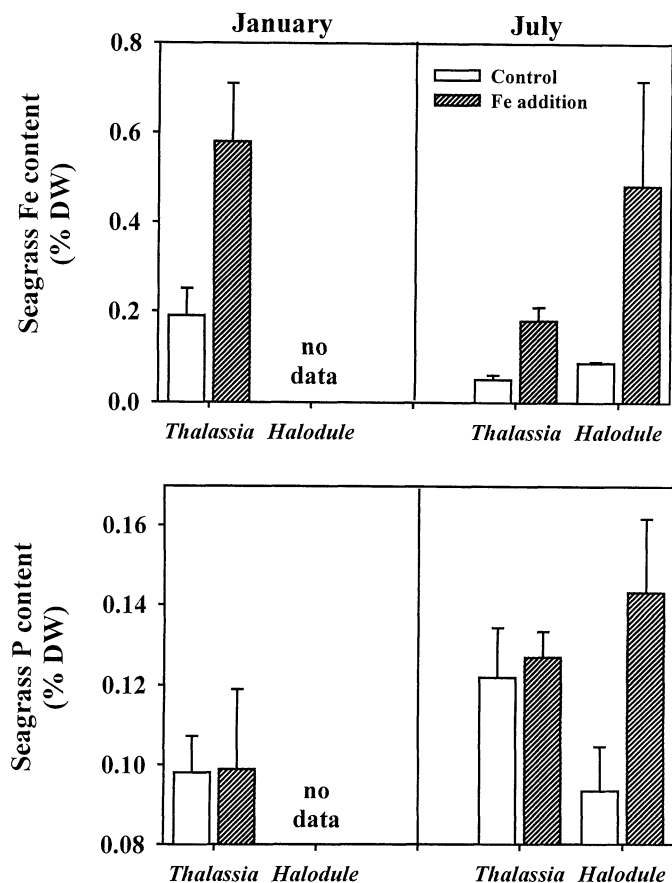 January July
0.8
Control
Fe addition
0.6
0.4
0.2
0.0
Seagrass Fe content
(% DW)
no
data
Thalassia Halodule Thalassia Halodule
0.16
0.14
0.12
0.10
0.08
Seagrass P content
(% DW)
no
data
Thalassia Halodule Thalassia Halodule